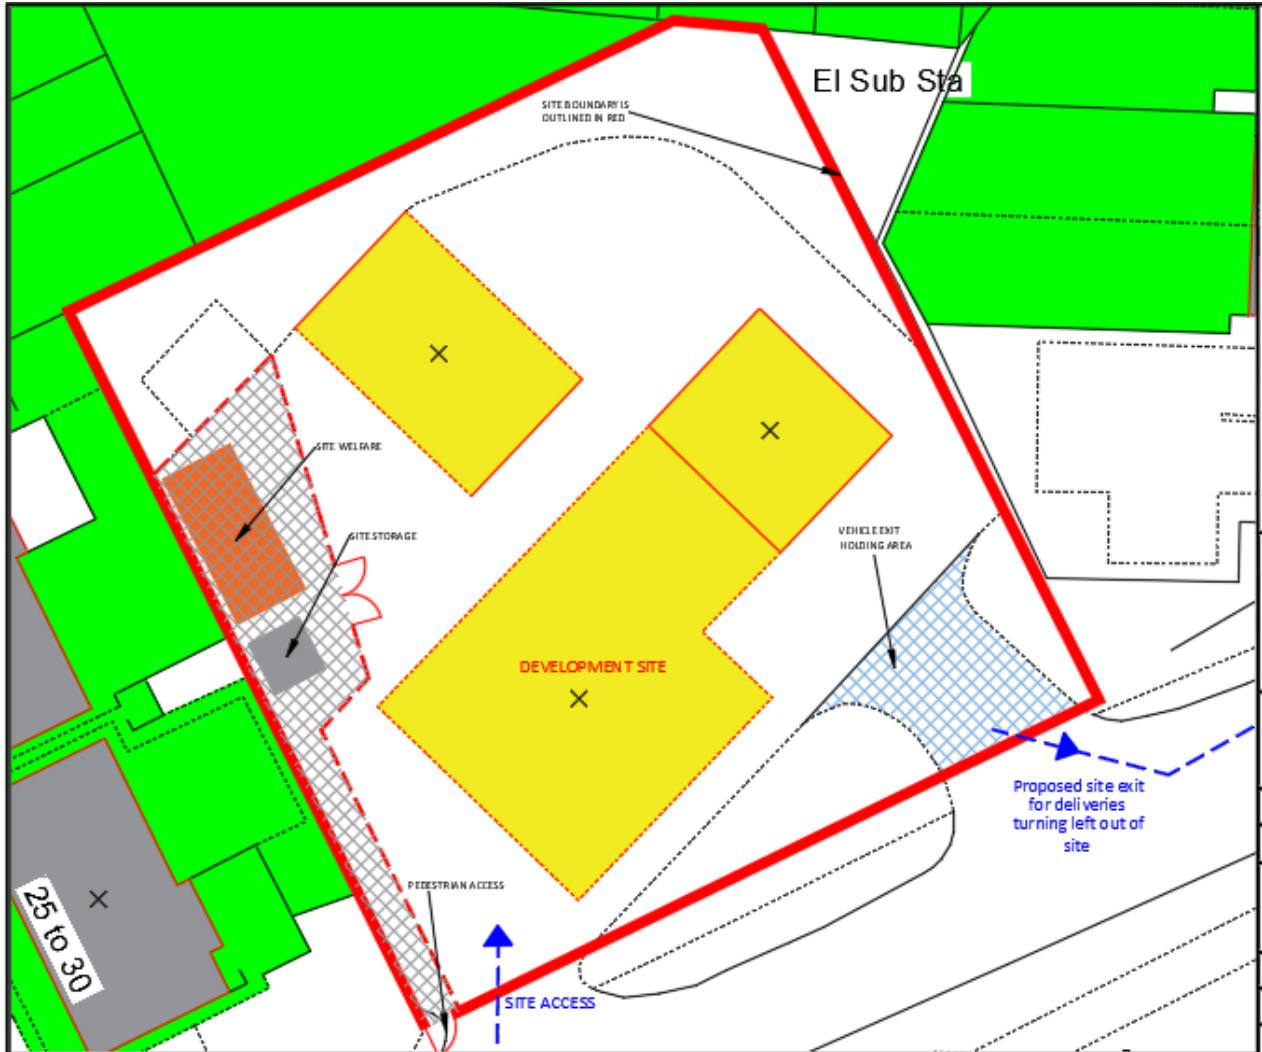 El Sub Sta
SITE BOUNDARY IS
OUTLINED IN RED
SITE WELFARE
SITE STORAGE
VEHICLE EXIT
HOLDING AREA
DEVELOPMENT SITE
Proposed site exit
for deliveries
turning left out of
site
PEDESTRIAN ACCESS
25 to 30
SITE ACCESS